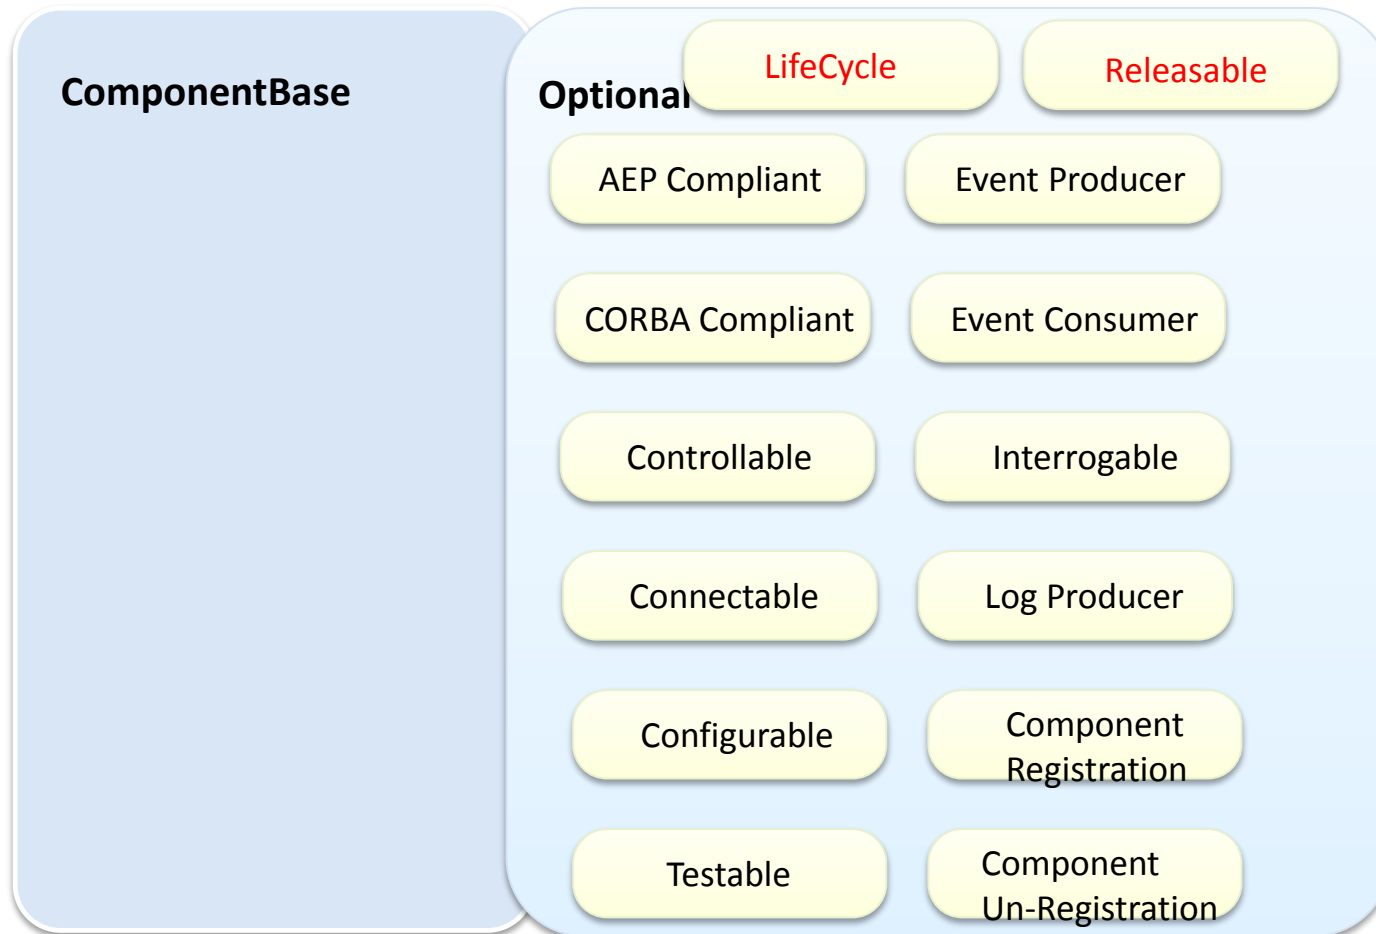 ComponentBase
Optional
LifeCycle
Releasable
AEP Compliant
Event Producer
CORBA Compliant
Event Consumer
Controllable
Interrogable
Connectable
Log Producer
Configurable
Component
Registration
Testable
Component
Un-Registration